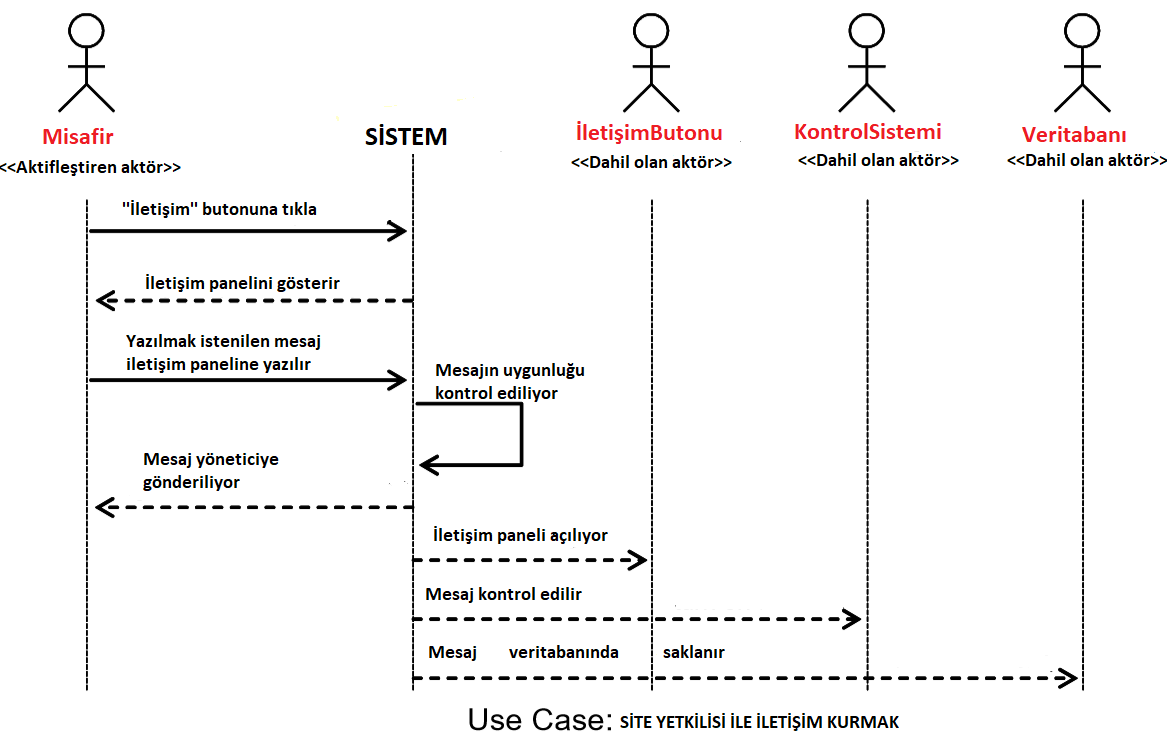 Misafir
<<Aktifleştiren aktör>>
SİSTEM
İletişimButonu
<<Dahil olan aktör>>
KontrolSistemi
<<Dahil olan aktör>>
Veritabanı
<<Dahil olan aktör>>
"İletişim" butonuna tıkla
İletişim panelini gösterir
Yazılmak istenilen mesaj
iletişim paneline yazılır
Mesajın uygunluğu
kontrol ediliyor
Mesaj yöneticiye
gönderiliyor
İletişim paneli açılıyor
Mesaj kontrol edilir
Mesaj veritabanında saklanır
Use Case: SİTE YETKİLİSİ İLE İLETİŞİM KURMAK